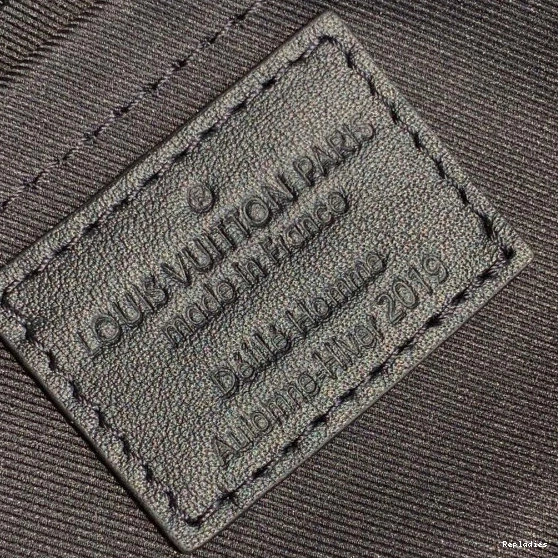 ®
LOUIS VUITTON PARIS
made in France
Défilé Homme
Automne-Hiver 2019
Repladies